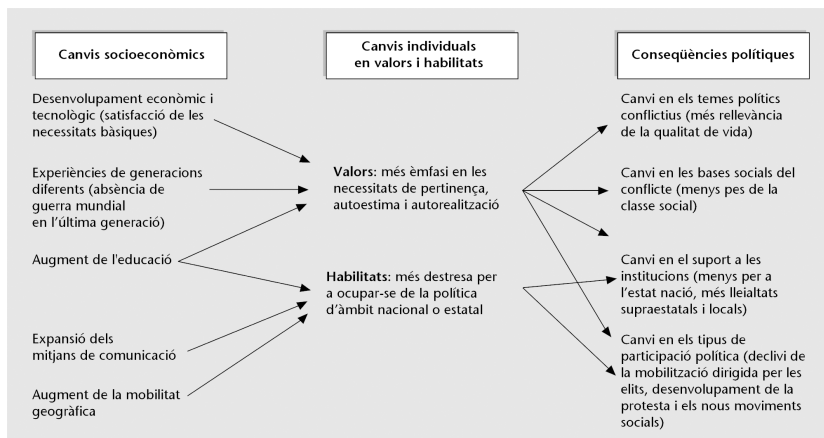 Canvis socioeconòmics
Desenvolupament econòmic i
tecnològic (satisfacció de les
necessitats bàsiques)
Experiències de generacions
diferents (absència de
guerra mundial
en l'última generació)
Augment de l'educació
Expansió dels
mitjans de comunicació
Augment de la mobilitat
geogràfica
Canvis individuals
en valors i habilitats
Valors: més èmfasi en les
necessitats de pertinença,
autoestima i autorealització
Habilitats: més destresa per
a ocupar-se de la política
d'àmbit nacional o estatal
Conseqüències polítiques
Canvi en els temes polítics
conflictius (més rellevància
de la qualitat de vida)
Canvi en les bases socials del
conflicte (menys pes de la
classe social)
Canvi en el suport a les
institucions (menys per a
l'estat nació, més lleialtats
supraestatals i locals)
Canvi en els tipus de
participació política (declivi de
la mobilització dirigida per les
elits, desenvolupament de la
protesta i els nous moviments
socials)